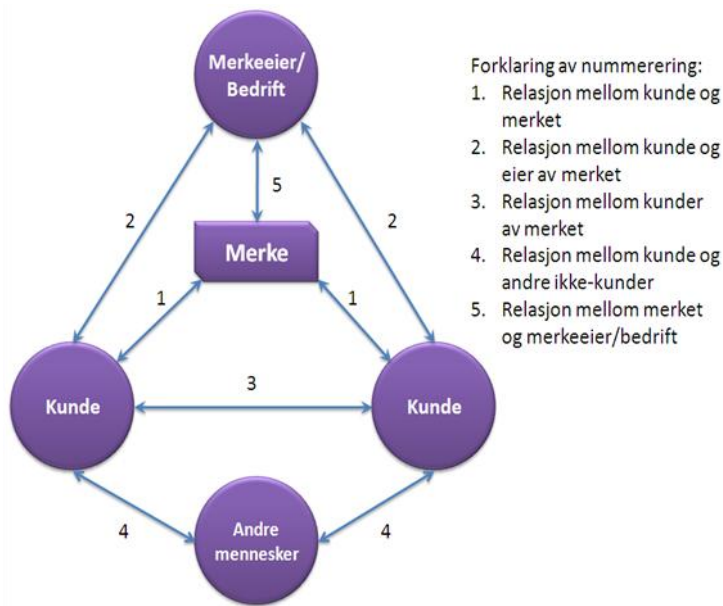 Merkeeier/
Bedrift
Forklaring av nummerering:
1. Relasjon mellom kunde og
merket
2. Relasjon mellom kunde og
eier av merket
3. Relasjon mellom kunder
av merket
4. Relasjon mellom kunde og
andre ikke-kunder
5. Relasjon mellom merket
og merkeeier/bedrift
5
2
2
Merke
1
1
3
Kunde
Kunde
4
4
Andre
mennesker